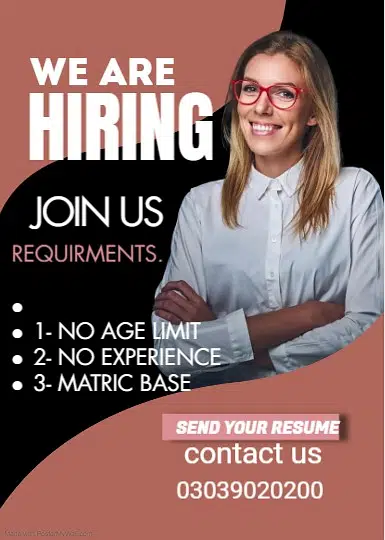 WE ARE
HIRING
JOIN US
REQUIRMENTS.
•
• 1- NO AGE LIMIT
• 2- NO EXPERIENCE
• 3- MATRIC BASE
SEND YOUR RESUME
contact us
03039020200